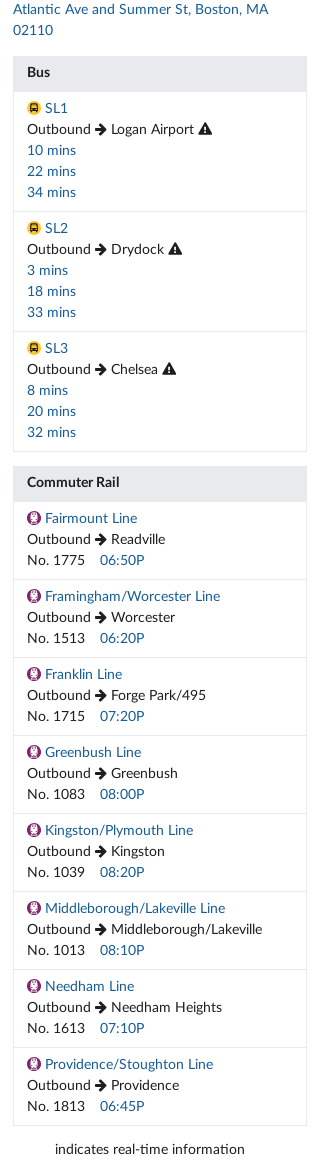 Atlantic Ave and Summer St, Boston, MA
02110
Bus
SL1
Outbound → Logan Airport
10 mins
22 mins
34 mins
SL2
Outbound → Drydock
3 mins
18 mins
33 mins
SL3
Outbound → Chelsea
8 mins
20 mins
32 mins
Commuter Rail
Fairmount Line
Outbound → Readville
No. 1775 06:50P
Framingham/Worcester Line
Outbound → Worcester
No. 1513 06:20P
Franklin Line
Outbound → Forge Park/495
No. 1715 07:20P
Greenbush Line
Outbound → Greenbush
No. 1083 08:00P
Kingston/Plymouth Line
Outbound → Kingston
No. 1039 08:20P
Middleborough/Lakeville Line
Outbound → Middleborough/Lakeville
No. 1013 08:10P
Needham Line
Outbound → Needham Heights
No. 1613 07:10P
Providence/Stoughton Line
Outbound → Providence
No. 1813 06:45P
indicates real-time information